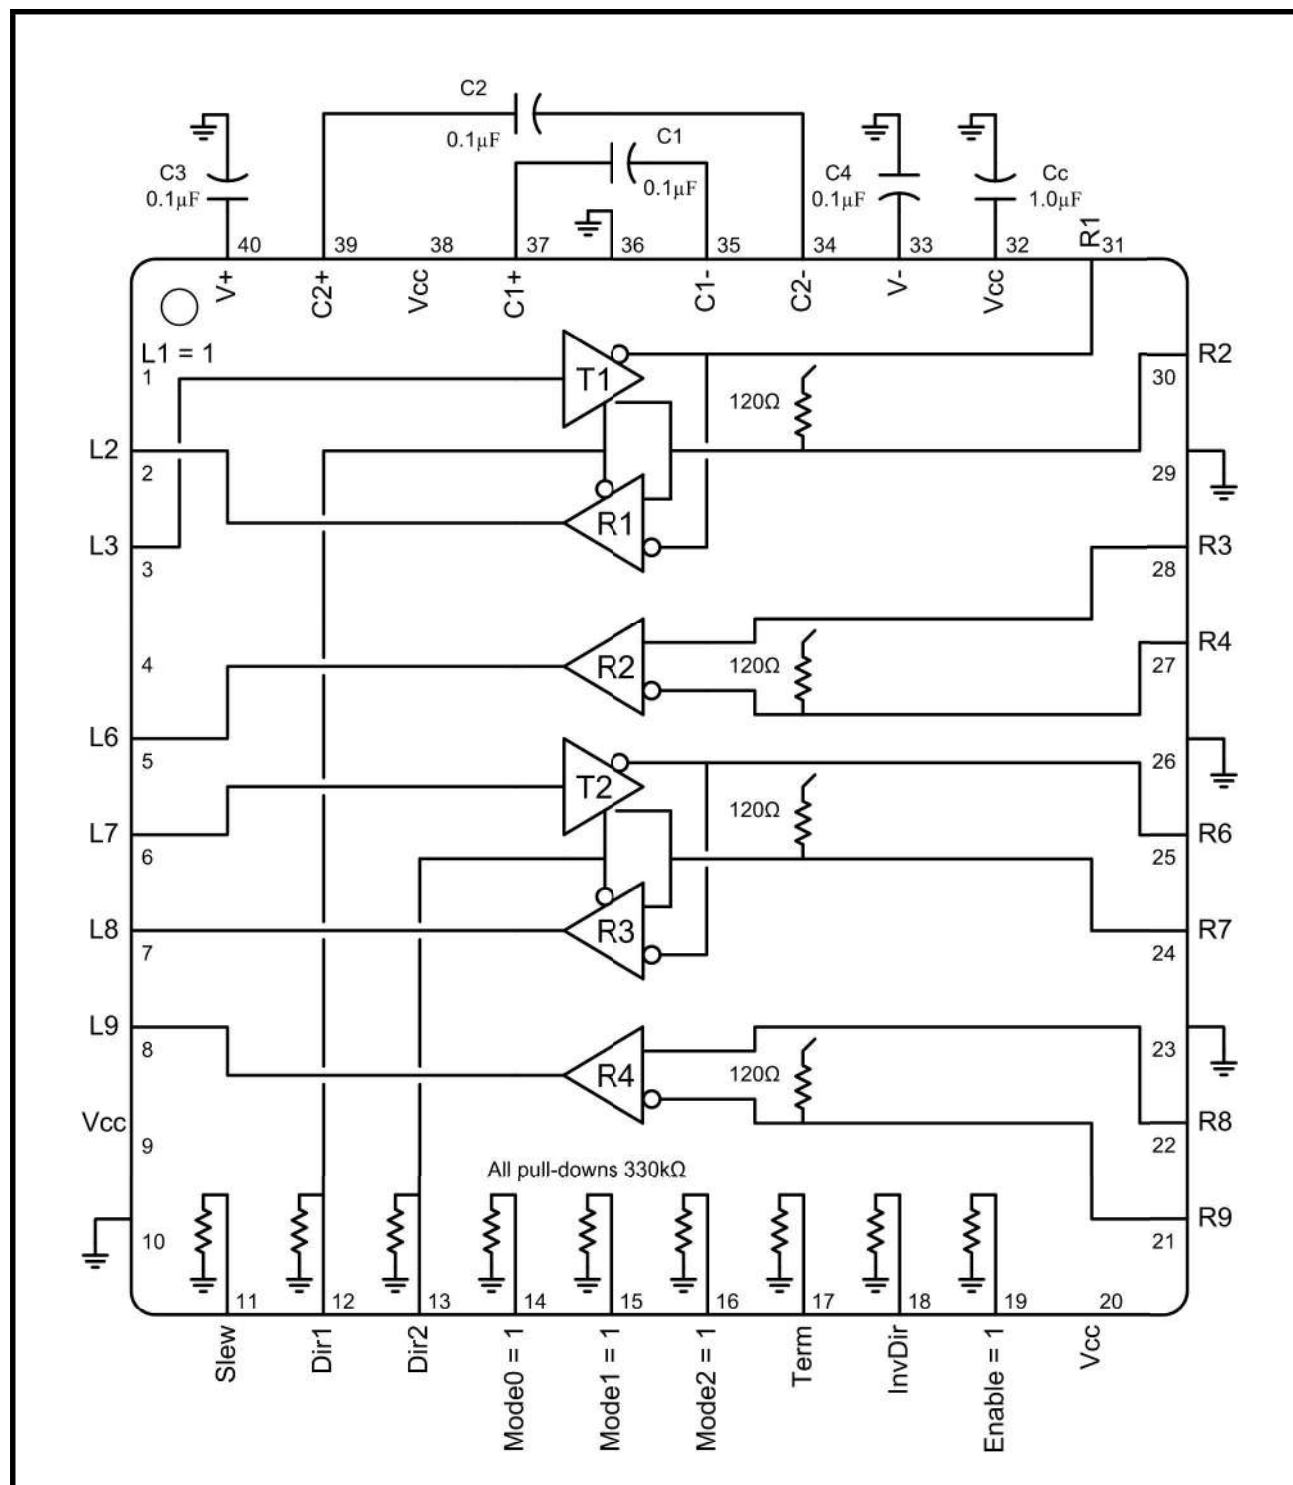 C2
0.1µF
C1
0.1µF
C3
0.1µF
C4
0.1µF
Cc
1.0µF
40
39
38
37
36
35
34
33
32
R1
31
V+
C2+
Vcc
C1+
C1-
C2-
V-
Vcc
L1 = 1
1
T1
120Ω
R2
30
L2
2
29
R1
L3
3
R3
28
4
R2
120Ω
R4
27
L6
5
26
T2
120Ω
L7
6
R6
25
L8
7
R3
R7
24
L9
8
23
R4
120Ω
Vcc
9
R8
22
All pull-downs 330kΩ
10
R9
21
11
12
13
14
15
16
17
18
19
20
Slew
Dir1
Dir2
Mode0 = 1
Mode1 = 1
Mode2 = 1
Term
InvDir
Enable = 1
Vcc